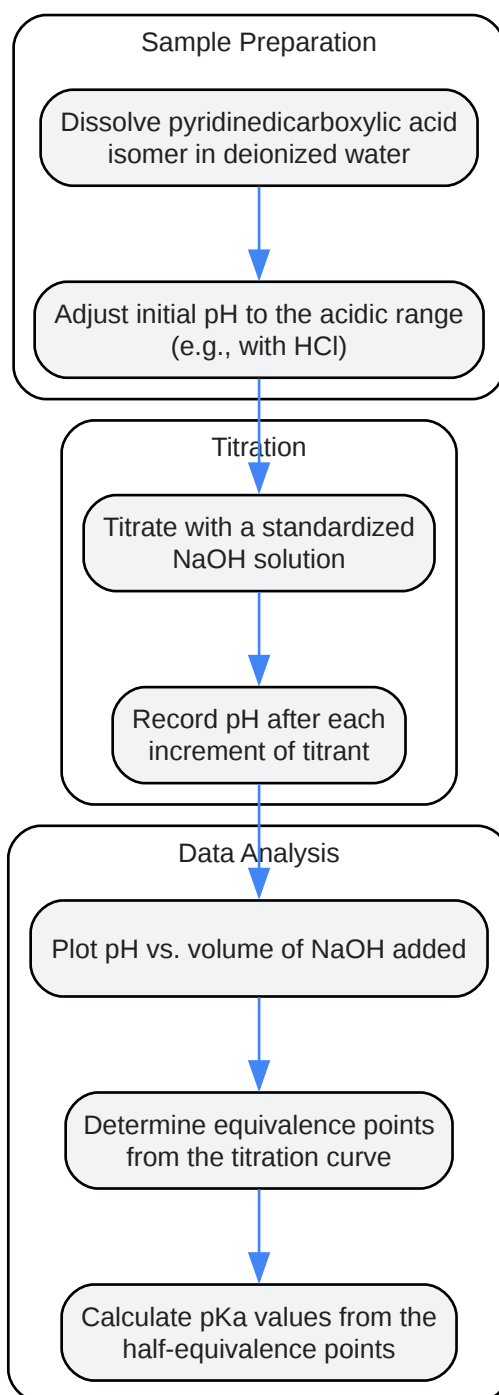 Sample Preparation
Dissolve pyridinedicarboxylic acid
isomer in deionized water
Adjust initial pH to the acidic range
(e.g., with HCl)
Titration
Titrate with a standardized
NaOH solution
Record pH after each
increment of titrant
Data Analysis
Plot pH vs. volume of NaOH added
Determine equivalence points
from the titration curve
Calculate pKa values from the
half-equivalence points